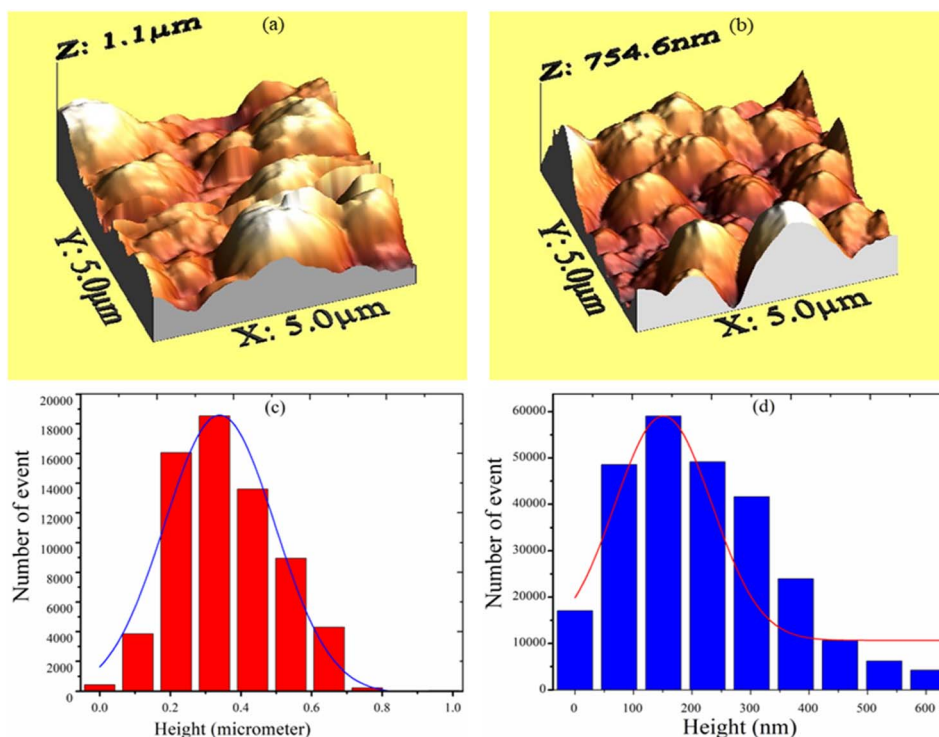 (a)
Z: 1.1μm
Y: 5.0μm
X: 5.0μm
(b)
Z: 754.6nm
Y: 5.0μm
X: 5.0μm
(c)
Number of event
20000
18000
16000
14000
12000
10000
8000
6000
4000
2000
0
0.0 0.2 0.4 0.6 0.8 1.0
Height (micrometer)
(d)
Number of event
60000
50000
40000
30000
20000
10000
0
0 100 200 300 400 500 600
Height (nm)